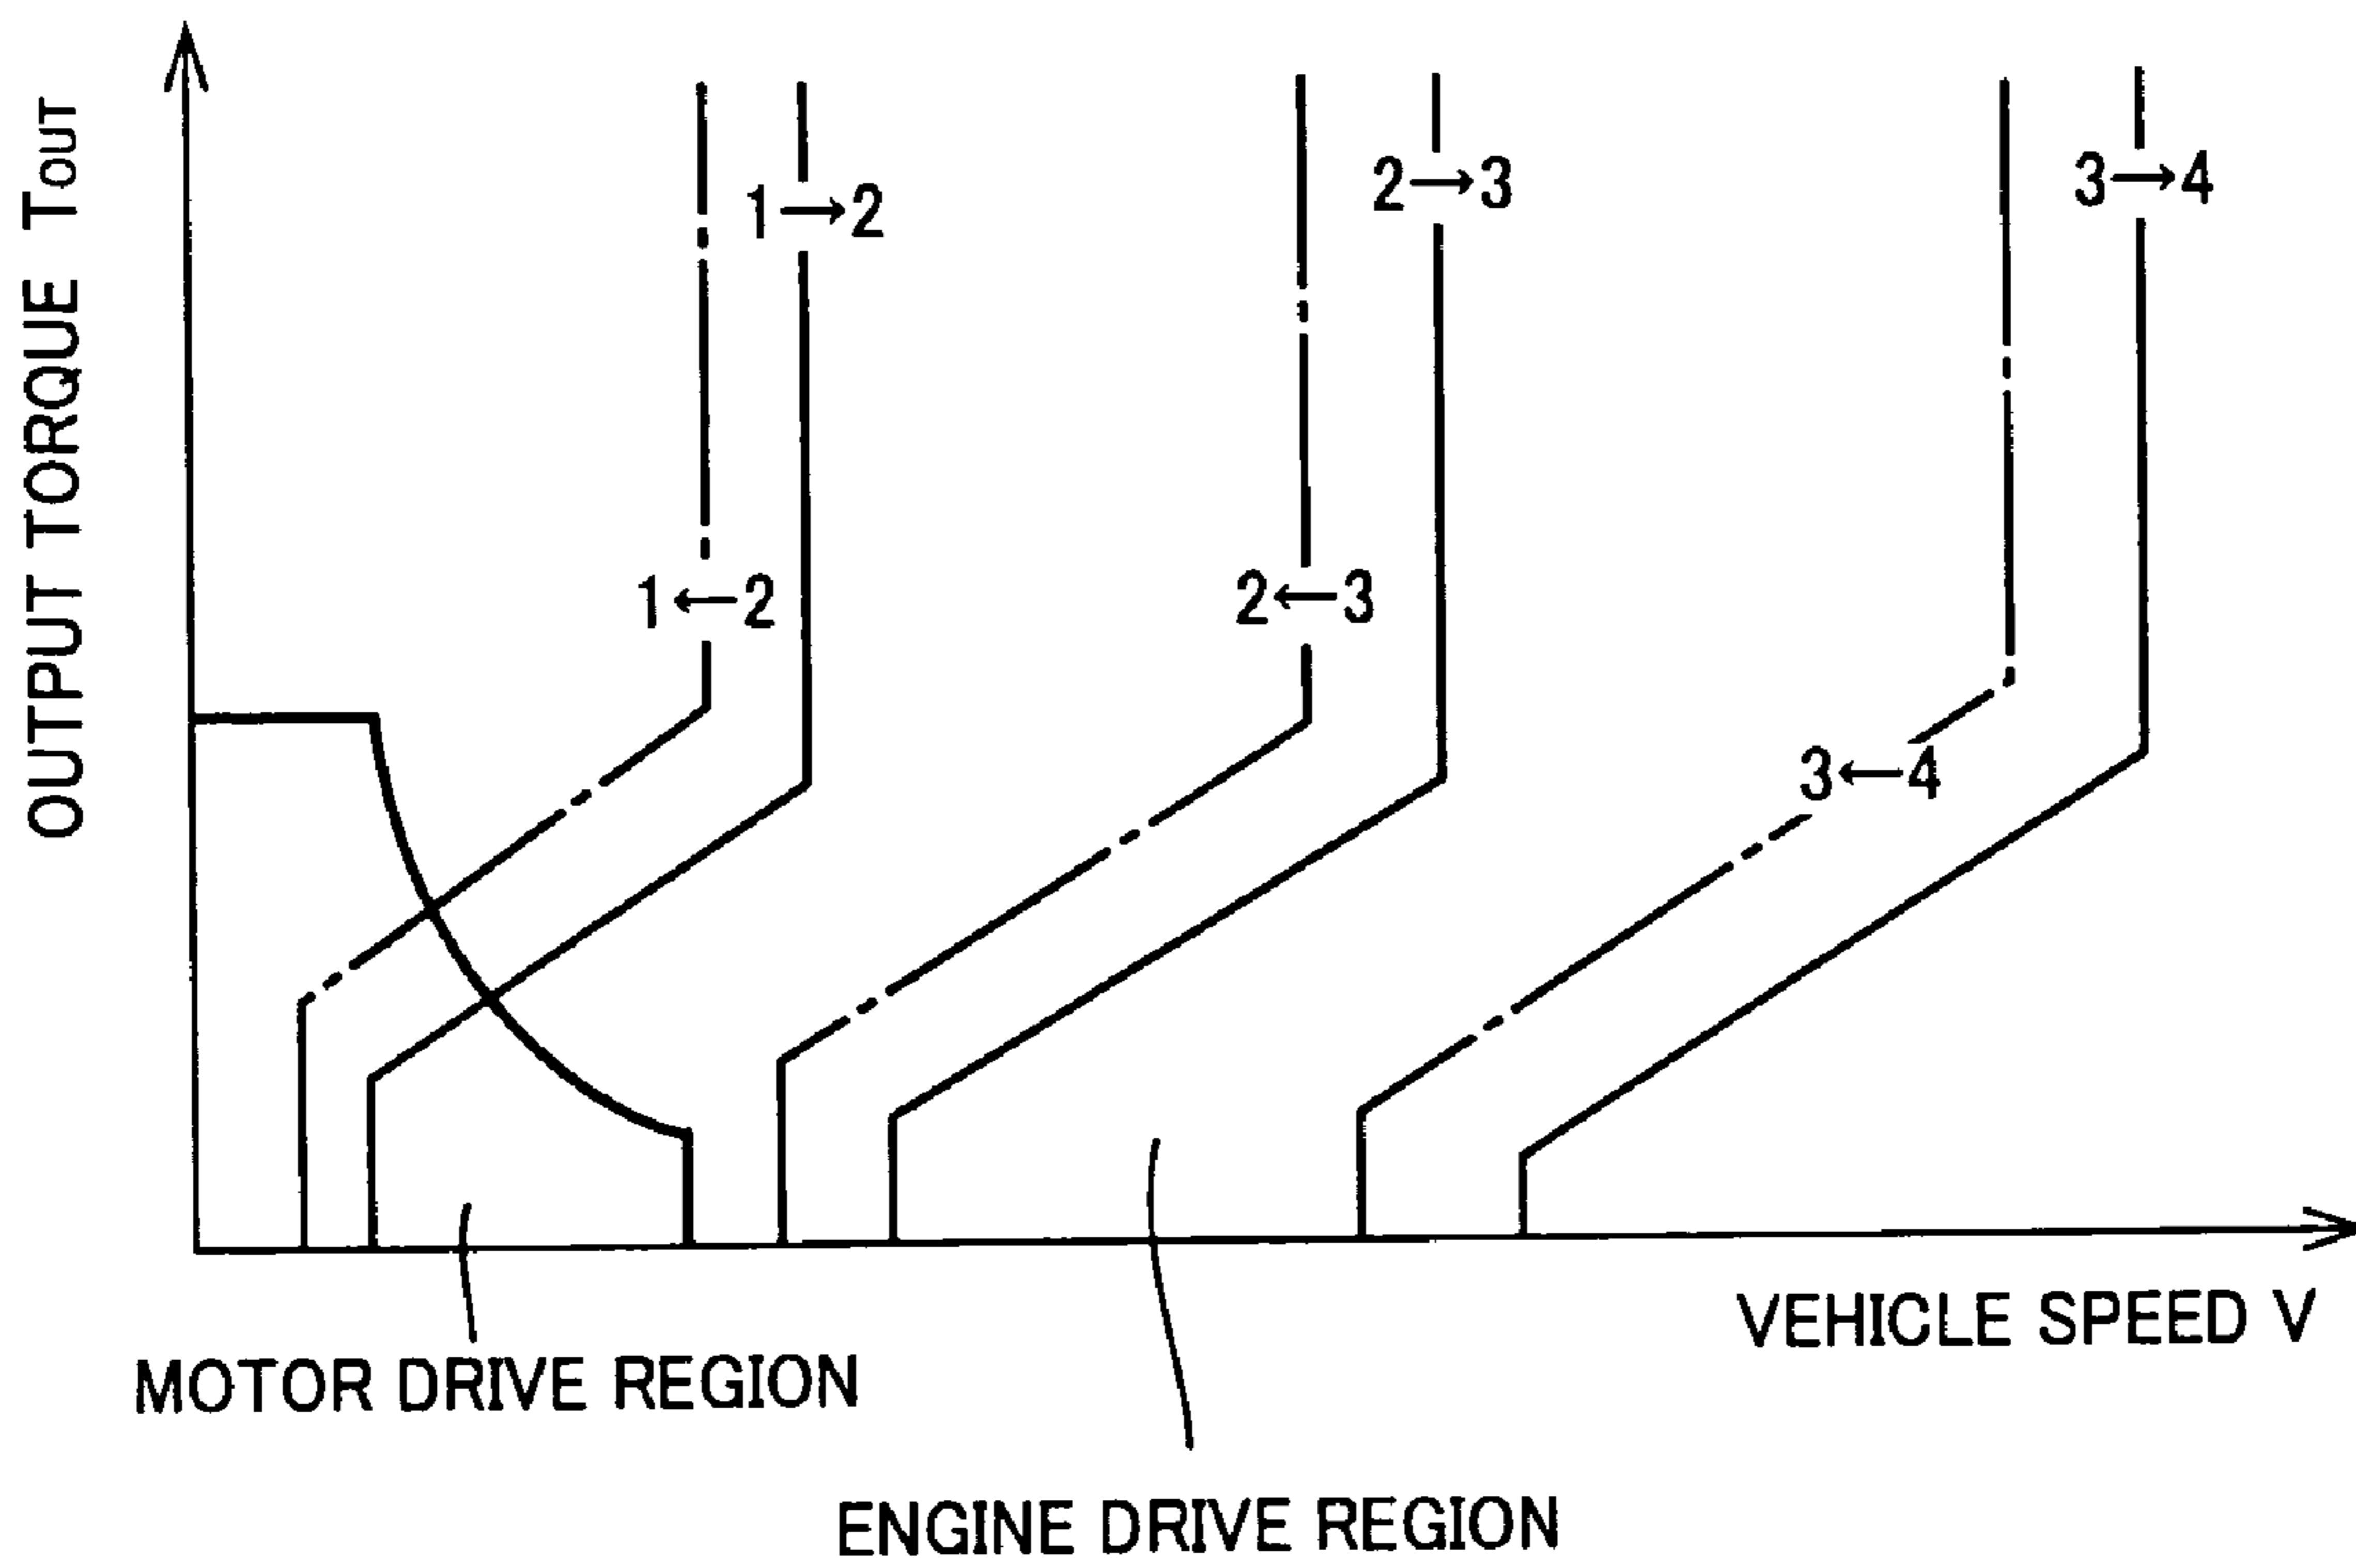 OUTPUT TORQUE TOUT
1→2
2→3
3→4
1←2
2←3
3←4
VEHICLE SPEED V
MOTOR DRIVE REGION
ENGINE DRIVE REGION